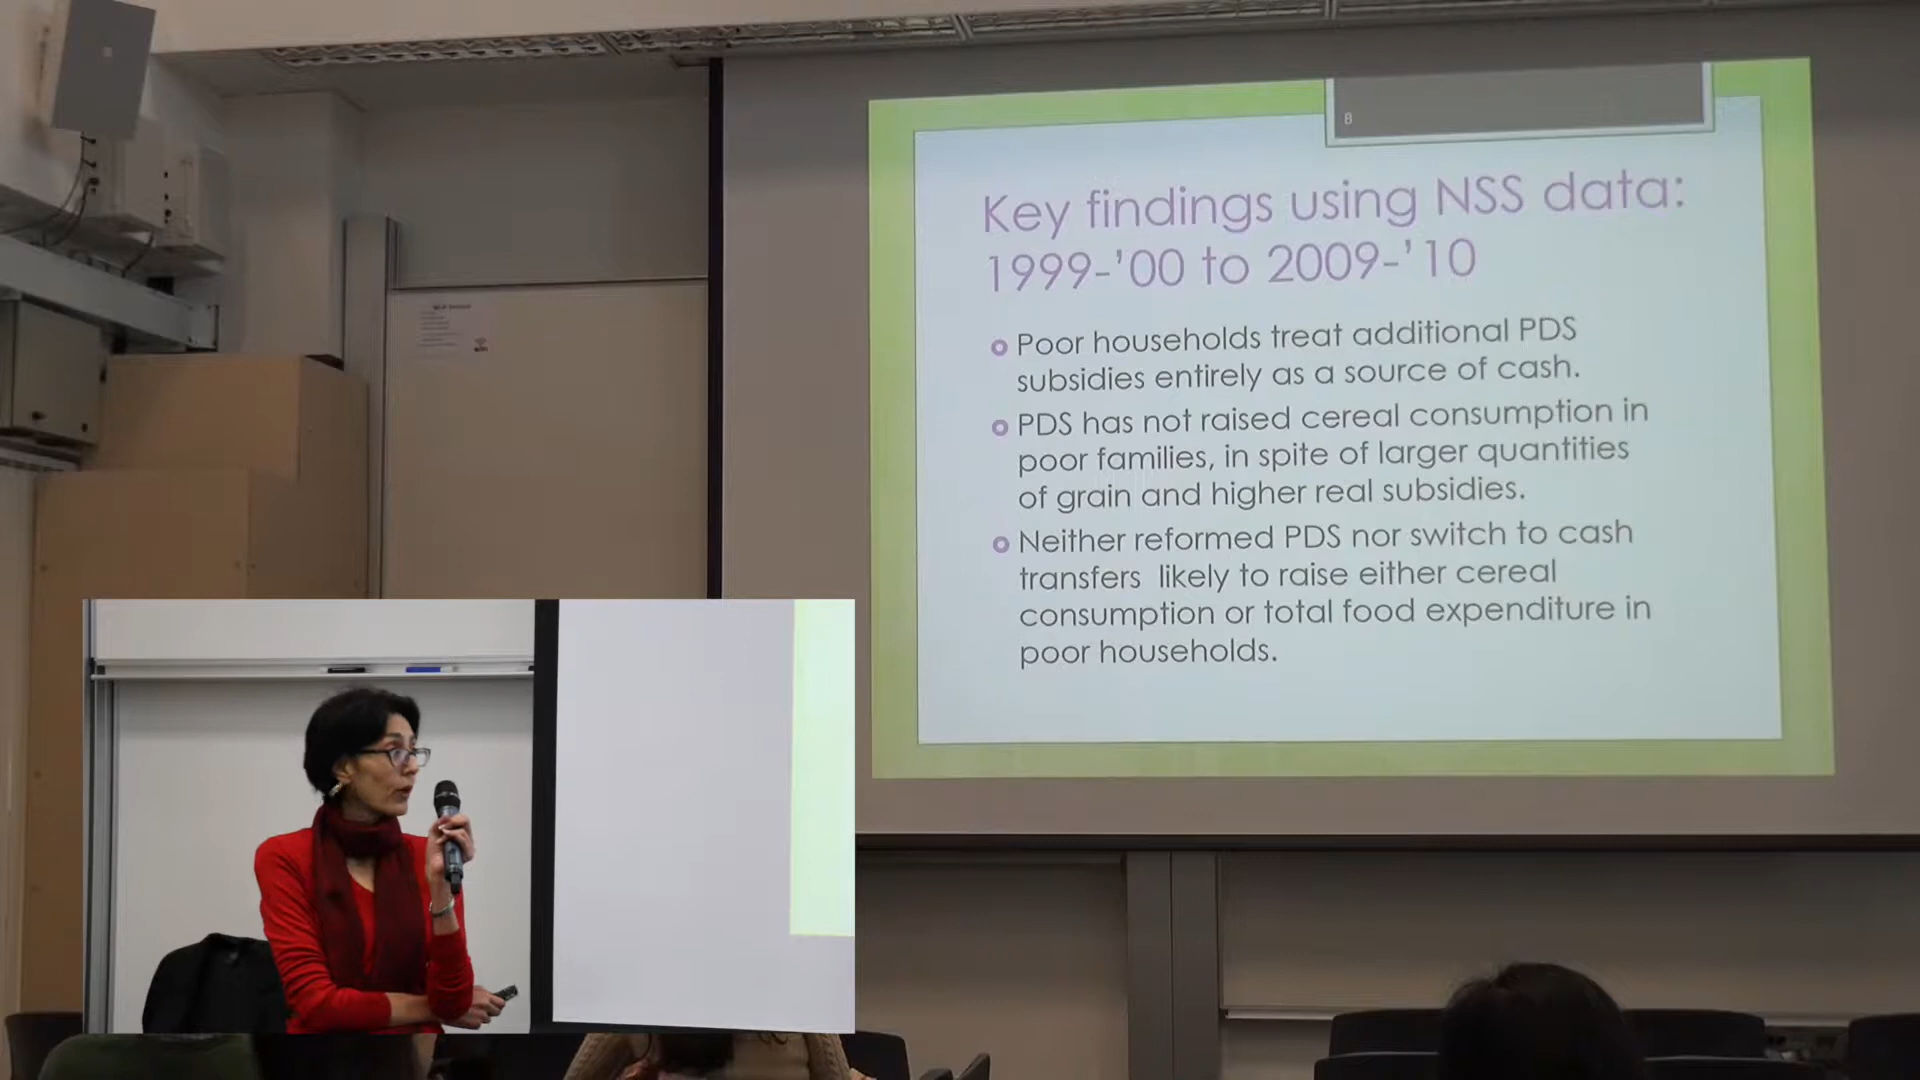 8
Key findings using NSS data:
1999-'00 to 2009-'10
Poor households treat additional PDS
subsidies entirely as a source of cash.
PDS has not raised cereal consumption in
poor families, in spite of larger quantities
of grain and higher real subsidies.
Neither reformed PDS nor switch to cash
transfers likely to raise either cereal
consumption or total food expenditure in
poor households.